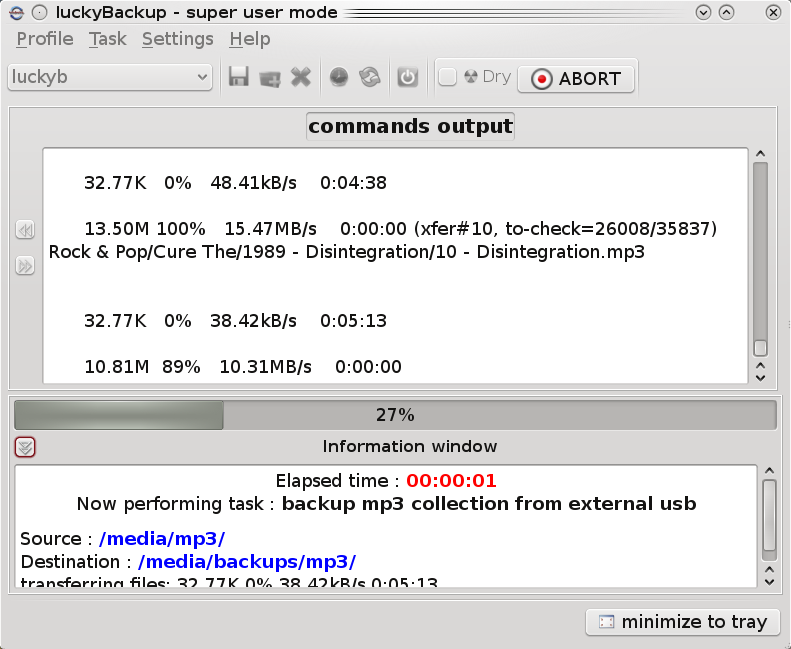 luckyBackup - super user mode
Profile Task Settings Help
luckyb Dry ABORT
commands output
32.77K 0% 48.41kB/s 0:04:38
13.50M 100% 15.47MB/s 0:00:00 (xfer#10, to-check=26008/35837)
Rock & Pop/Cure The/1989 - Disintegration/10 - Disintegration.mp3
32.77K 0% 38.42kB/s 0:05:13
10.81M 89% 10.31MB/s 0:00:00
27%
Information window
Elapsed time : 00:00:01
Now performing task : backup mp3 collection from external usb
Source : /media/mp3/
Destination : /media/backups/mp3/
transferring files: 32.77K 0% 38.42kB/s 0:05:13
minimize to tray